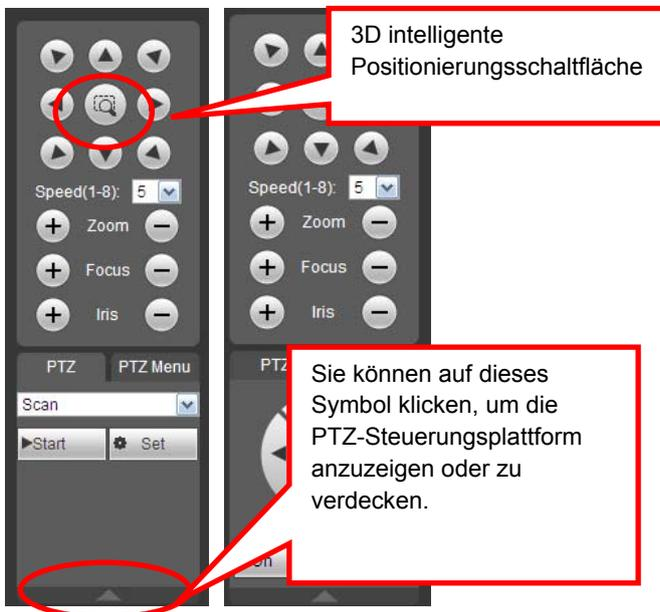 3D intelligente
Positionierungsschaltfläche
Speed(1-8): 5
Zoom
Focus
Iris
PTZ PTZ Menu
Scan
Start Set
Speed(1-8): 5
Zoom
Focus
Iris
PTZ
Sie können auf dieses
Symbol klicken, um die
PTZ-Steuerungsplattform
anzuzeigen oder zu
verdecken.